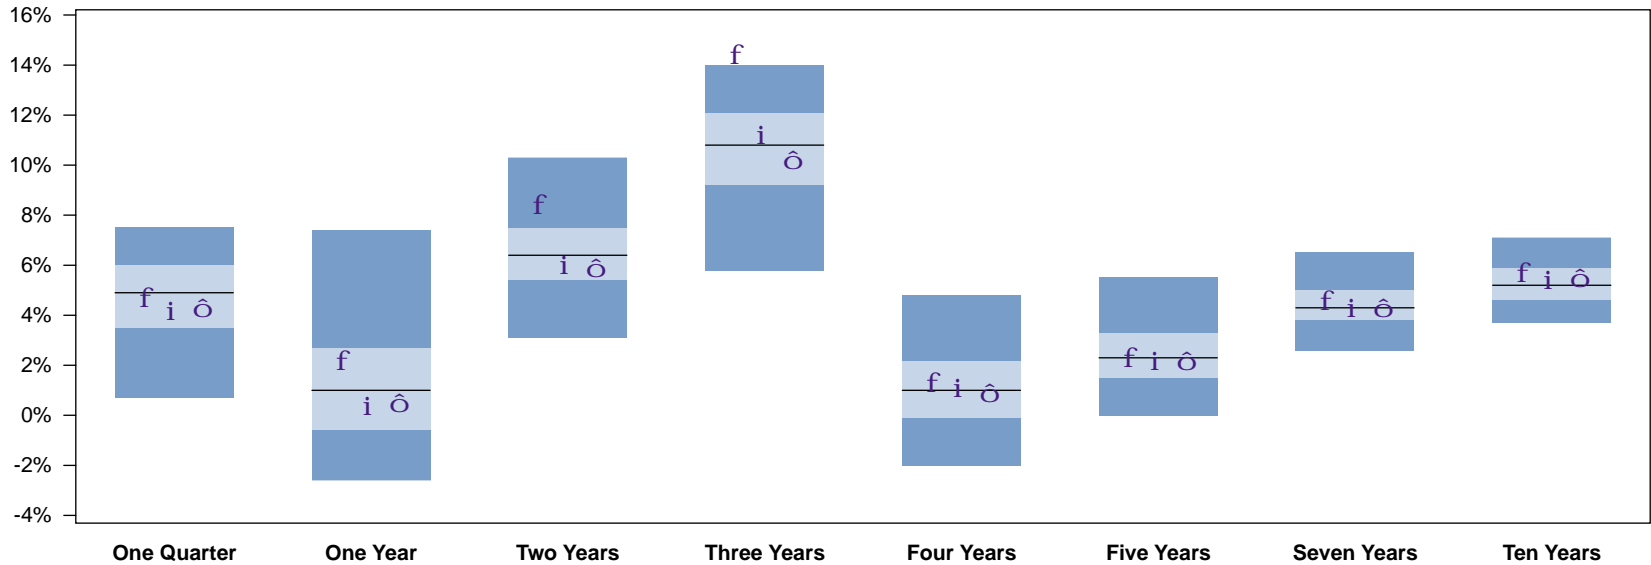 16%
14%
12%
10%
8%
6%
4%
2%
0%
-2%
-4%
f i ô
f i ô
f i ô
f i ô
f i ô
f i ô
f i ô
f i ô
One Quarter One Year Two Years Three Years Four Years Five Years Seven Years Ten Years